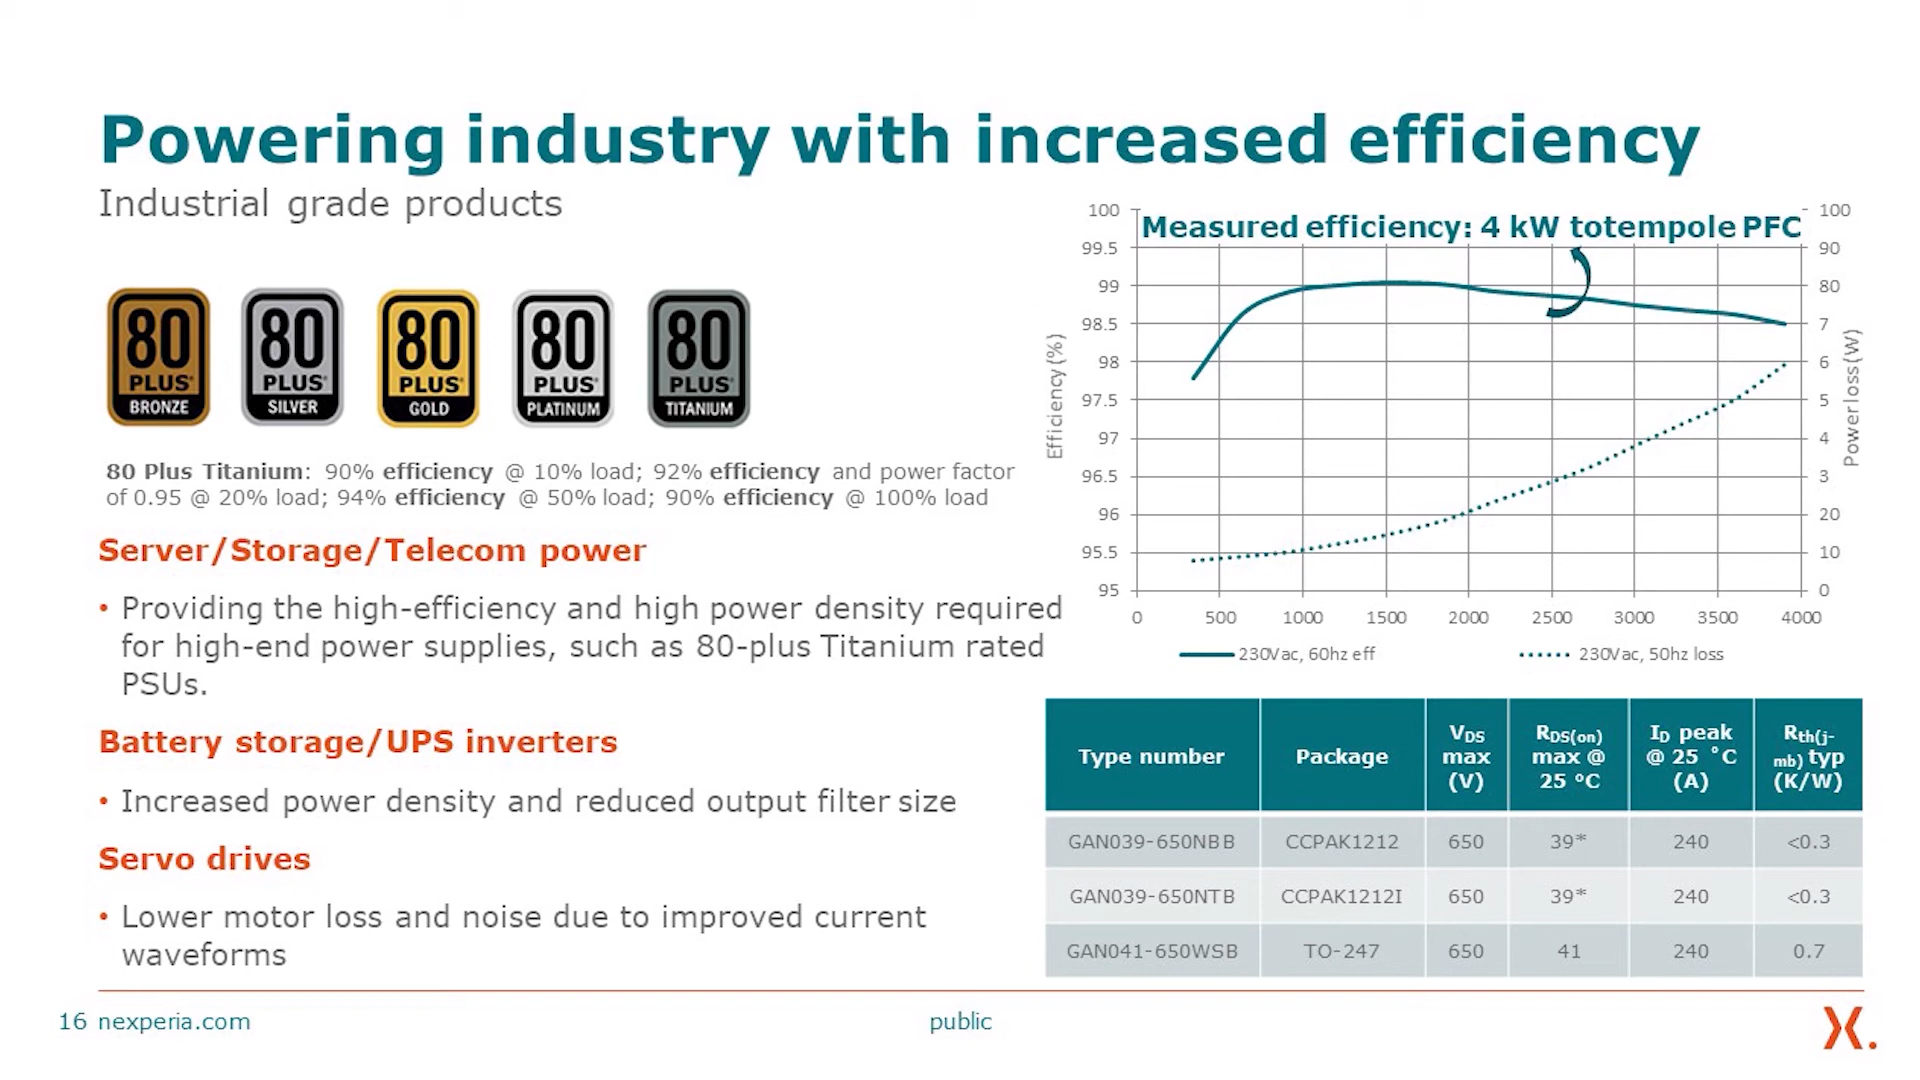 Powering industry with increased efficiency
Industrial grade products
80 PLUS® BRONZE
80 PLUS® SILVER
80 PLUS® GOLD
80 PLUS® PLATINUM
80 PLUS® TITANIUM
80 Plus Titanium: 90% efficiency @ 10% load; 92% efficiency and power factor
of 0.95 @ 20% load; 94% efficiency @ 50% load; 90% efficiency @ 100% load
Server/Storage/Telecom power
• Providing the high-efficiency and high power density required
for high-end power supplies, such as 80-plus Titanium rated
PSUs.
Battery storage/UPS inverters
• Increased power density and reduced output filter size
Servo drives
• Lower motor loss and noise due to improved current
waveforms
Measured efficiency: 4 kW totempole PFC
Efficiency (%)
100
99.5
99
98.5
98
97.5
97
96.5
96
95.5
95
100
90
80
7
6
5
4
3
20
10
0
Power loss (W)
0 500 1000 1500 2000 2500 3000 3500 4000
230Vac, 60hz eff 230Vac, 50hz loss
Type number Package VDS max (V) RDS(on) max @ 25 °C ID peak @ 25 °C (A) Rth(j-mb) typ (K/W)
GAN039-650NBB CCPAK1212 650 39* 240 <0.3
GAN039-650NTB CCPAK1212I 650 39* 240 <0.3
GAN041-650WSB TO-247 650 41 240 0.7
16 nexperia.com public